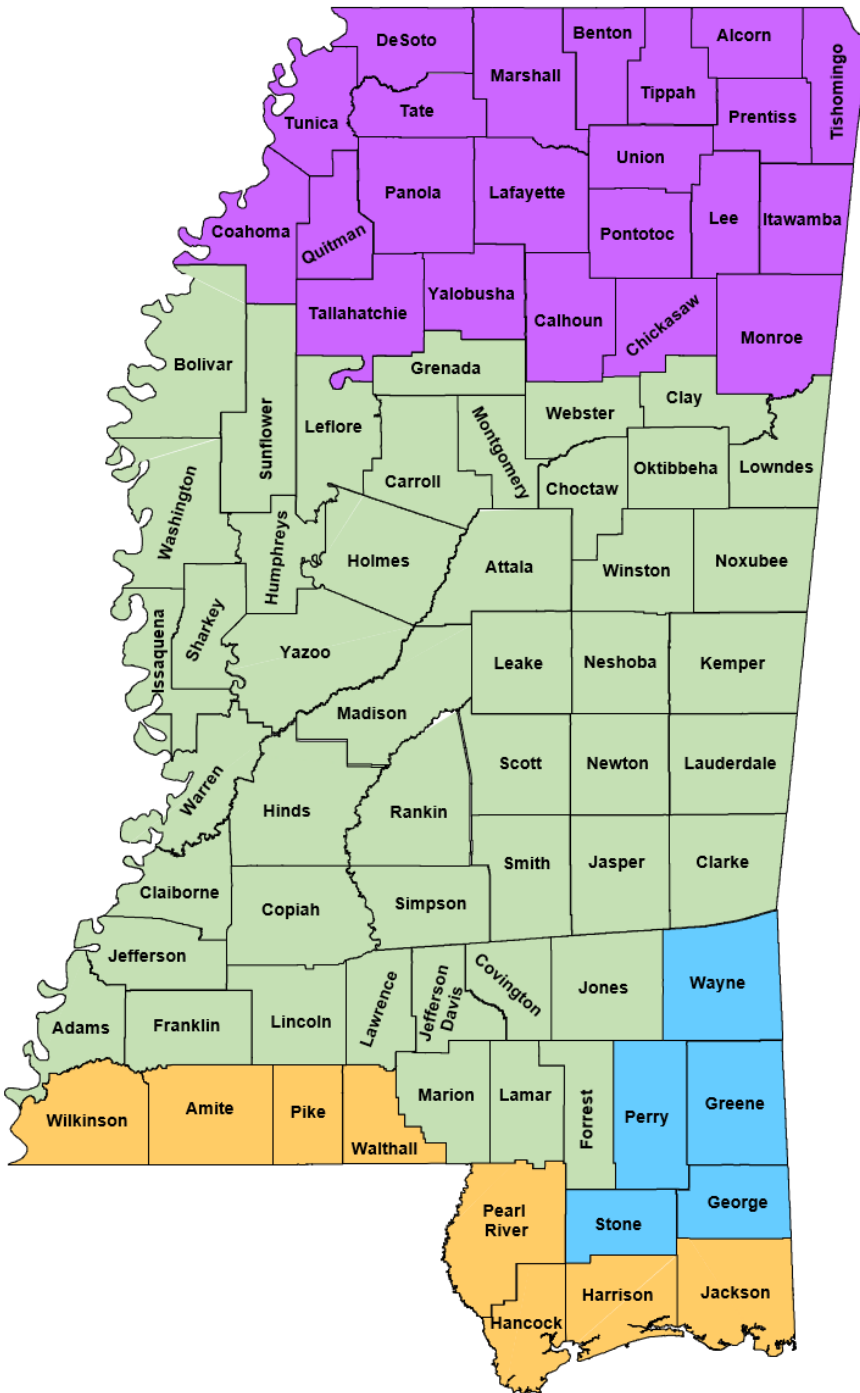 DeSoto
Benton
Alcorn
Marshall
Tippah
Tishomingo
Tunica
Tate
Prentiss
Union
Panola
Lafayette
Coahoma
Quitman
Pontotoc
Lee
Itawamba
Tallahatchie
Yalobusha
Calhoun
Chickasaw
Monroe
Bolivar
Grenada
Sunflower
Leflore
Webster
Clay
Montgomery
Carroll
Choctaw
Oktibbeha
Lowndes
Washington
Humphreys
Holmes
Attala
Winston
Noxubee
Issaquena
Sharkey
Yazoo
Leake
Neshoba
Kemper
Madison
Warren
Hinds
Rankin
Scott
Newton
Lauderdale
Smith
Jasper
Clarke
Claiborne
Copiah
Simpson
Jefferson
Lawrence
Jefferson
Davis
Covington
Jones
Wayne
Adams
Franklin
Lincoln
Marion
Lamar
Forrest
Perry
Greene
Wilkinson
Amite
Pike
Walthall
Pearl
River
Stone
George
Hancock
Harrison
Jackson